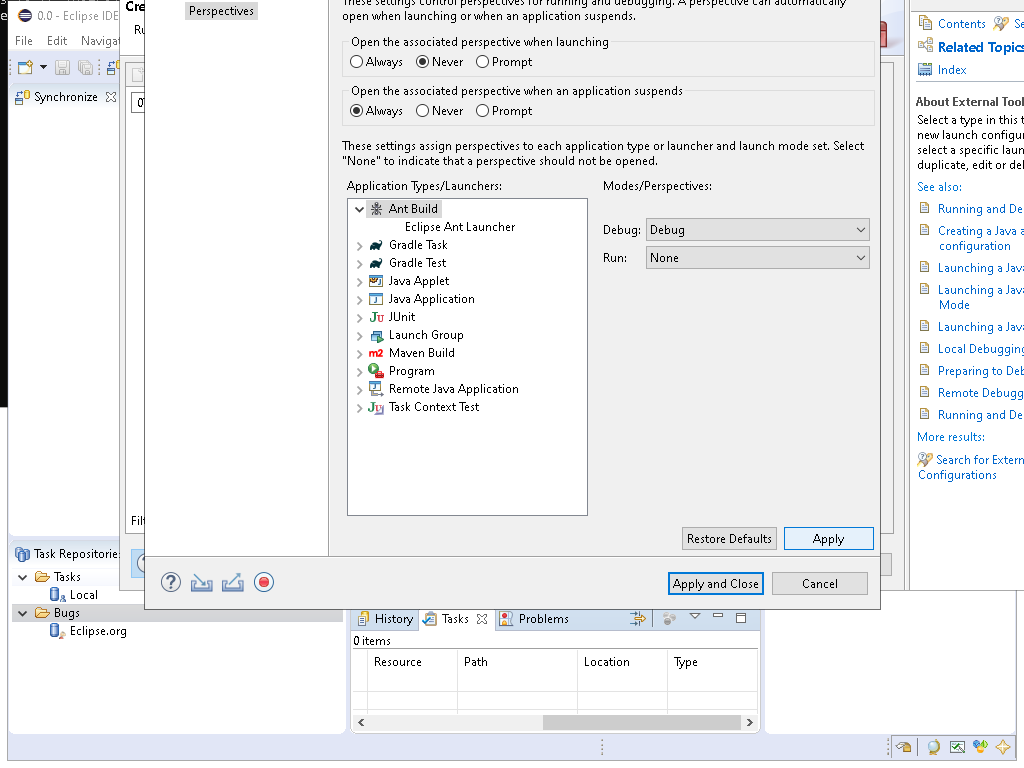 0.0 - Eclipse IDE
File Edit Navigat
Synchronize
Cre
Ru
Perspectives
These settings control perspectives for running and debugging. A perspective can automatically
open when launching or when an application suspends.
Open the associated perspective when launching
Always Never Prompt
Open the associated perspective when an application suspends
Always Never Prompt
These settings assign perspectives to each application type or launcher and launch mode set. Select
"None" to indicate that a perspective should not be opened.
Application Types/Launchers:
Modes/Perspectives:
Ant Build
Eclipse Ant Launcher
Gradle Task
Gradle Test
Java Applet
Java Application
JUnit
Launch Group
Maven Build
Program
Remote Java Application
Task Context Test
Debug: Debug
Run: None
Restore Defaults Apply
Apply and Close Cancel
Filt
Contents Se
Related Topics
Index
About External Tool
Select a type in this t
new launch configur
select a specific laun
duplicate, edit or del
See also:
Running and De
Creating a Java a
configuration
Launching a Java
Launching a Java
Mode
Launching a Java
Local Debugging
Preparing to Deb
Remote Debugg
Running and De
More results:
Search for Extern
Configurations
Task Repositorie
Tasks
Local
Bugs
Eclipse.org
History Tasks Problems
0 items
Resource Path Location Type